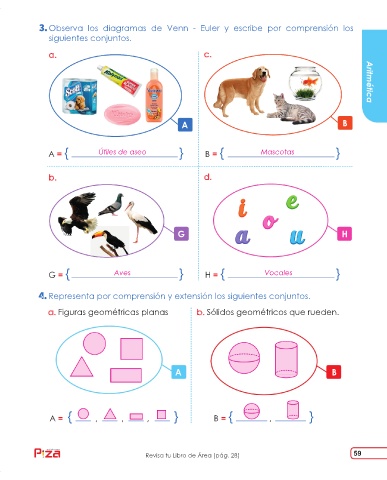 3. Observa los diagramas de Venn - Euler y escribe por comprensión los
siguientes conjuntos.
a.
c.
Aritmética
A
B
A = { Útiles de aseo }
B = { Mascotas }
b.
d.
G
i e o a u
H
G = { Aves }
H = { Vocales }
4. Representa por comprensión y extensión los siguientes conjuntos.
a. Figuras geométricas planas
b. Sólidos geométricos que rueden.
A
B
A = { , , , }
B = { , }
Revisa tu Libro de Área (pág. 28)
59
Scott